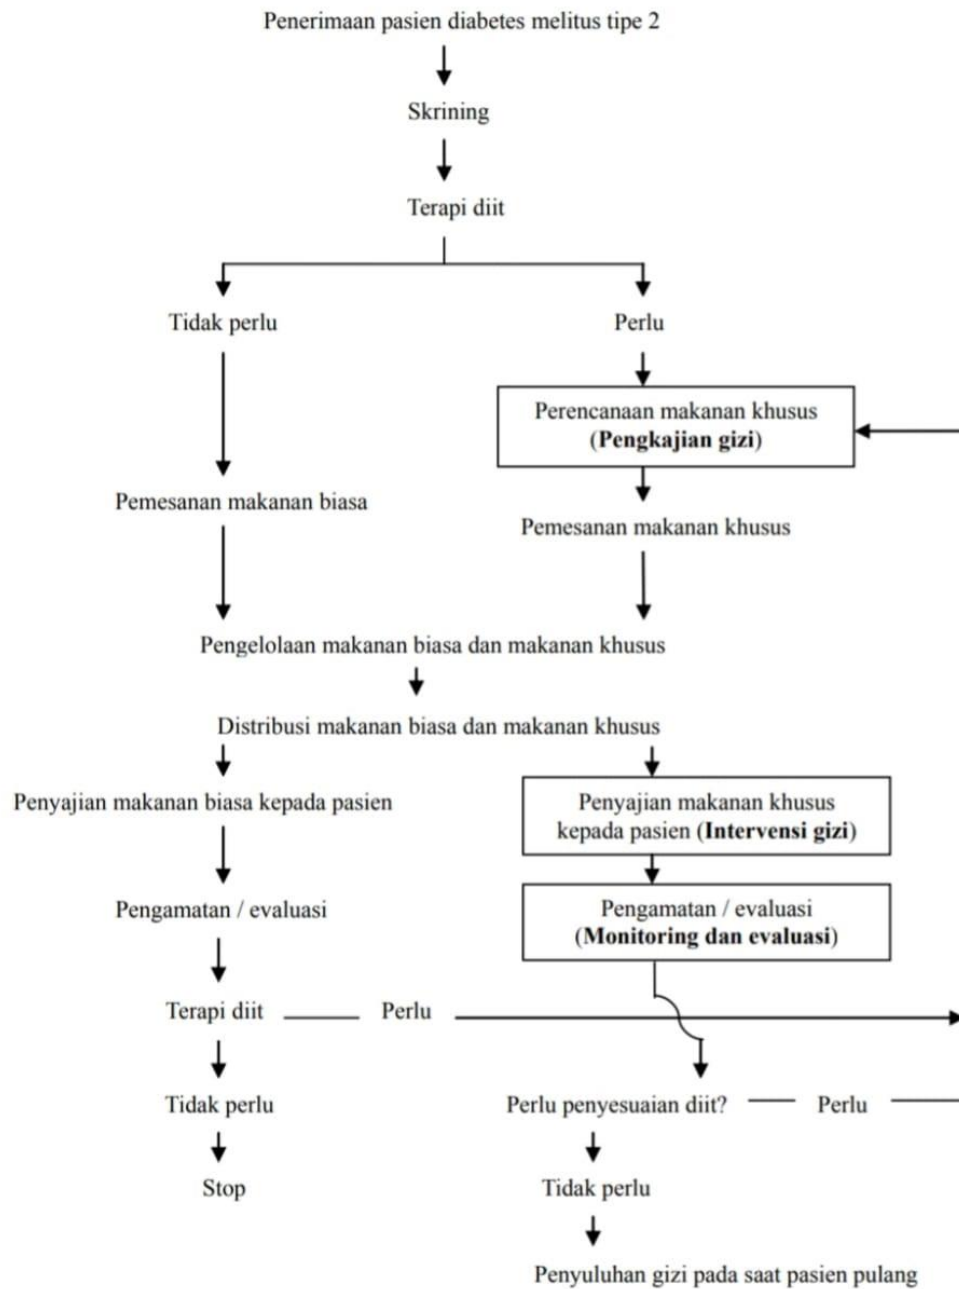 Penerimaan pasien diabetes melitus tipe 2
Skrining
Terapi diit
Tidak perlu
Perlu
Perencanaan makanan khusus
(Pengkajian gizi)
Pemesanan makanan biasa
Pemesanan makanan khusus
Pengelolaan makanan biasa dan makanan khusus
Distribusi makanan biasa dan makanan khusus
Penyajian makanan biasa kepada pasien
Penyajian makanan khusus
kepada pasien (Intervensi gizi)
Pengamatan / evaluasi
Pengamatan / evaluasi
(Monitoring dan evaluasi)
Terapi diit
Perlu
Tidak perlu
Perlu penyesuaian diit?
Perlu
Stop
Tidak perlu
Penyuluhan gizi pada saat pasien pulang